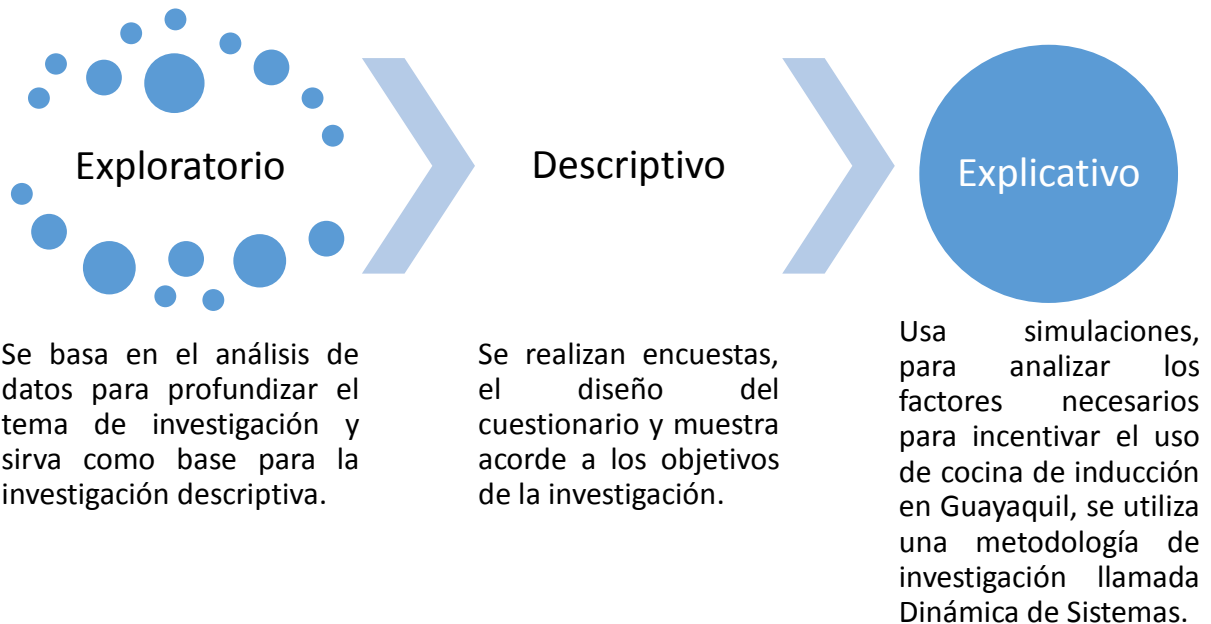 Exploratorio
Se basa en el análisis de
datos para profundizar el
tema de investigación y
sirva como base para la
investigación descriptiva.
Descriptivo
Se realizan encuestas,
el diseño del
cuestionario y muestra
acorde a los objetivos
de la investigación.
Explicativo
Usa simulaciones,
para analizar los
factores necesarios
para incentivar el uso
de cocina de inducción
en Guayaquil, se utiliza
una metodología de
investigación llamada
Dinámica de Sistemas.